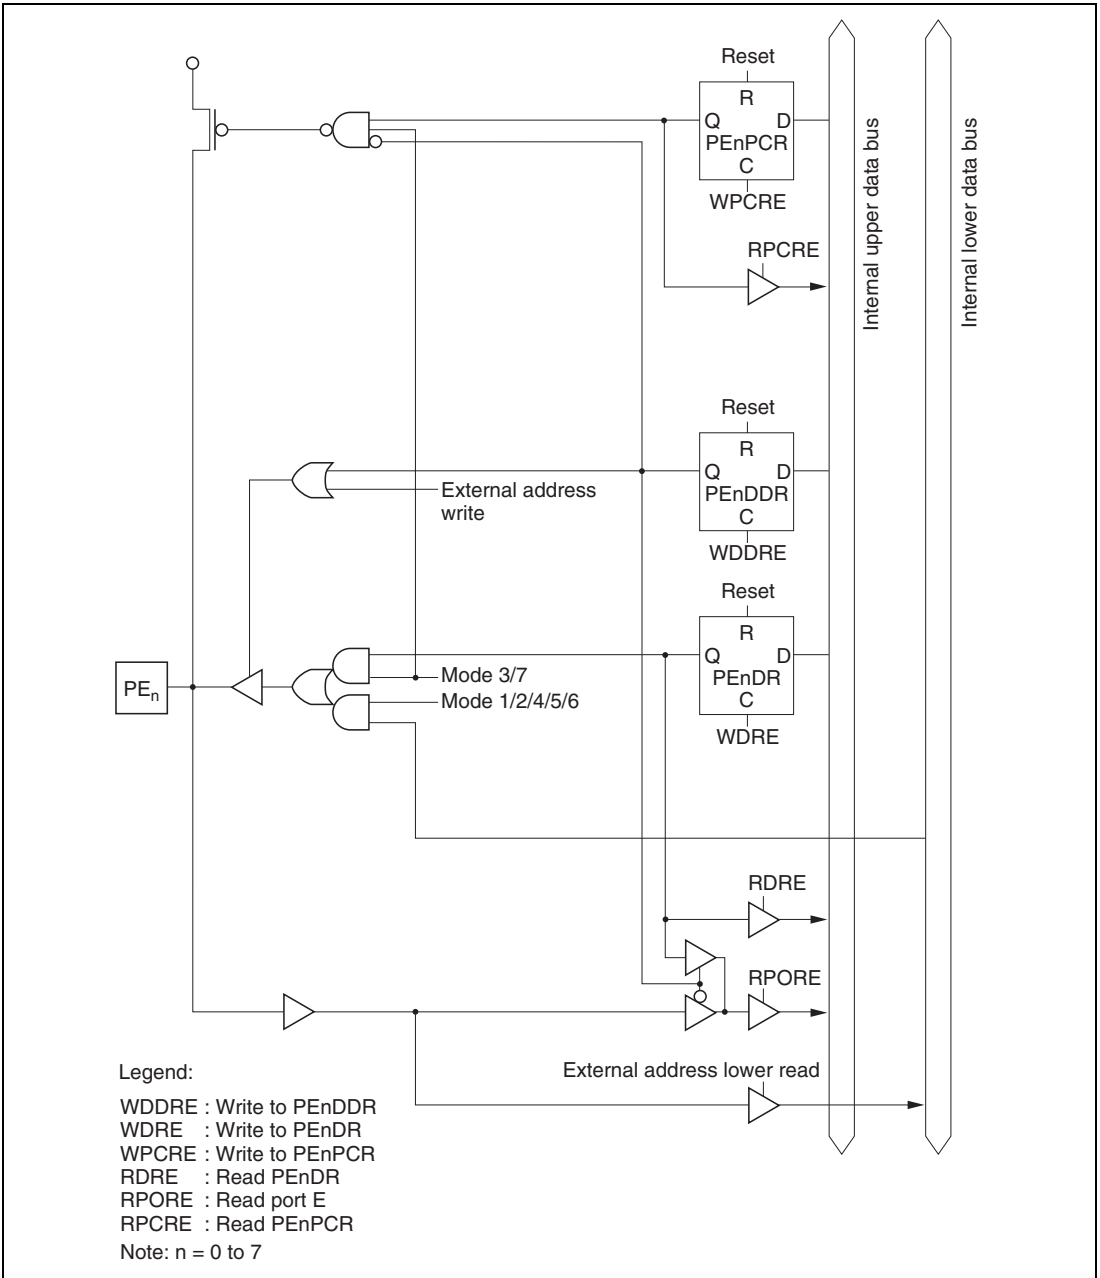 Reset
R
Q D
PEnPCR
C
WPCRE
RPCRE
Internal upper data bus
Internal lower data bus
Reset
R
Q D
PEnDDR
C
WDDRE
External address
write
Reset
R
Q D
PEnDR
C
WDRE
Mode 3/7
Mode 1/2/4/5/6
PEn
RDRE
RPORE
External address lower read
Legend:
WDDRE : Write to PEnDDR
WDRE : Write to PEnDR
WPCRE : Write to PEnPCR
RDRE : Read PEnDR
RPORE : Read port E
RPCRE : Read PEnPCR
Note: n = 0 to 7